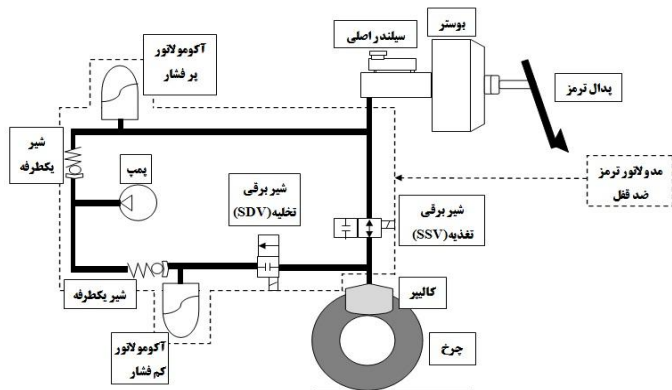 بوستر
سیلندر اصلی
آکومولاتور
پر فشار
پدال ترمز
شیر
یکطرفه
پمپ
مدولاتور ترمز
ضد قفل
شیر برقی
تخلیه(SDV)
شیر برقی
تغذیه(SSV)
شیر یکطرفه
کالیپر
چرخ
آکومولاتور
کم فشار